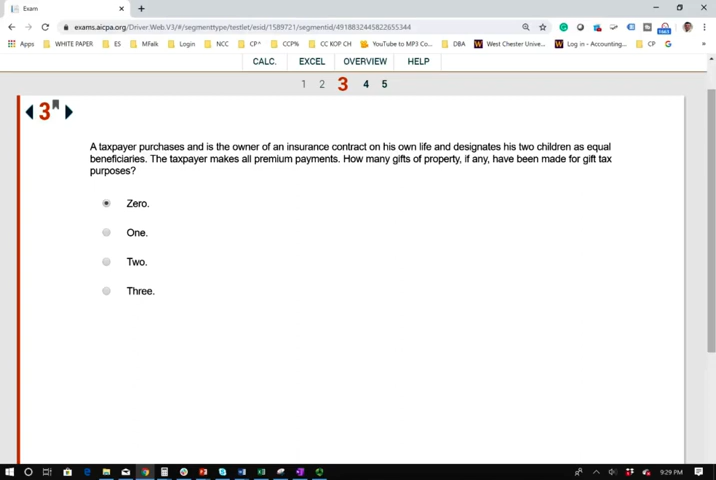 Exam
exams.aicpa.org/Driver.Web.V3/#/segmenttype/testlet/esid/1589721/segmentid/4918832445822655344
Apps WHITE PAPER ES MFalk Login NCC CP^ CCP% CC KOP CH YouTube to MP3 Co... DBA West Chester Unive... Log in - Accounting... CP
CALC. EXCEL OVERVIEW HELP
1 2 3 4 5
3
A taxpayer purchases and is the owner of an insurance contract on his own life and designates his two children as equal
beneficiaries. The taxpayer makes all premium payments. How many gifts of property, if any, have been made for gift tax
purposes?
Zero.
One.
Two.
Three.
9:29 PM